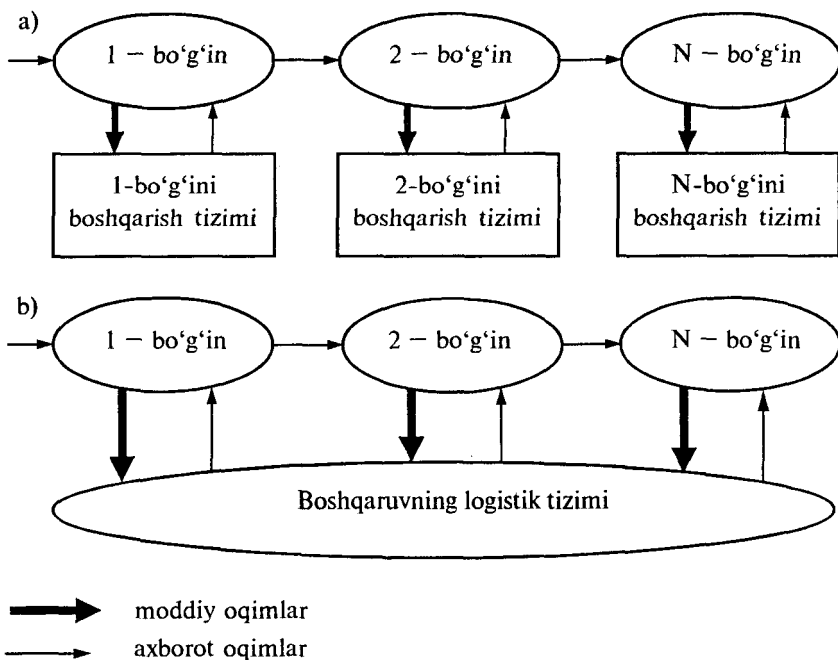 a)
1 – bo‘g‘in
2 – bo‘g‘in
N – bo‘g‘in
1-bo‘g‘ini
boshqarish tizimi
2-bo‘g‘ini
boshqarish tizimi
N-bo‘g‘ini
boshqarish tizimi
b)
1 – bo‘g‘in
2 – bo‘g‘in
N – bo‘g‘in
Boshqaruvning logistik tizimi
moddiy oqimlar
axborot oqimlar